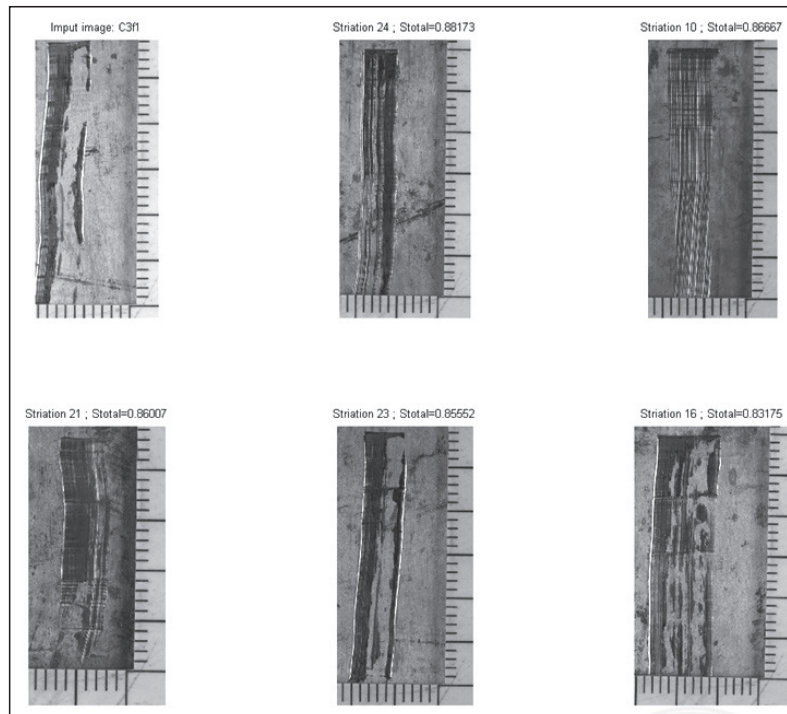 Imput image: C3f1
Striation 24 ; Stotal=0.88173
Striation 10 ; Stotal=0.86667
Striation 21 ; Stotal=0.86007
Striation 23 ; Stotal=0.85552
Striation 16 ; Stotal=0.83175